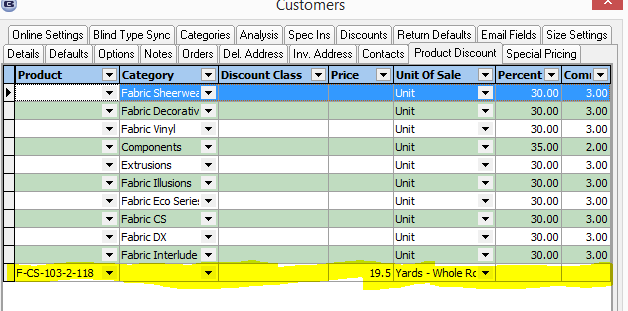 Customers
Online Settings Blind Type Sync Categories Analysis Spec Ins Discounts Return Defaults Email Fields Size Settings
Details Defaults Options Notes Orders Del. Address Inv. Address Contacts Product Discount Special Pricing
Product Category Discount Class Price Unit Of Sale Percent Com
Fabric Sheerwea Unit 30.00 3.00
Fabric Decorativ Unit 30.00 3.00
Fabric Vinyl Unit 30.00 3.00
Components Unit 35.00 2.00
Extrusions Unit 30.00 3.00
Fabric Illusions Unit 30.00 3.00
Fabric Eco Series Unit 30.00 3.00
Fabric CS Unit 30.00 3.00
Fabric DX Unit 30.00 3.00
Fabric Interlude Unit 30.00 3.00
F-CS-103-2-118 19.5 Yards - Whole Ro